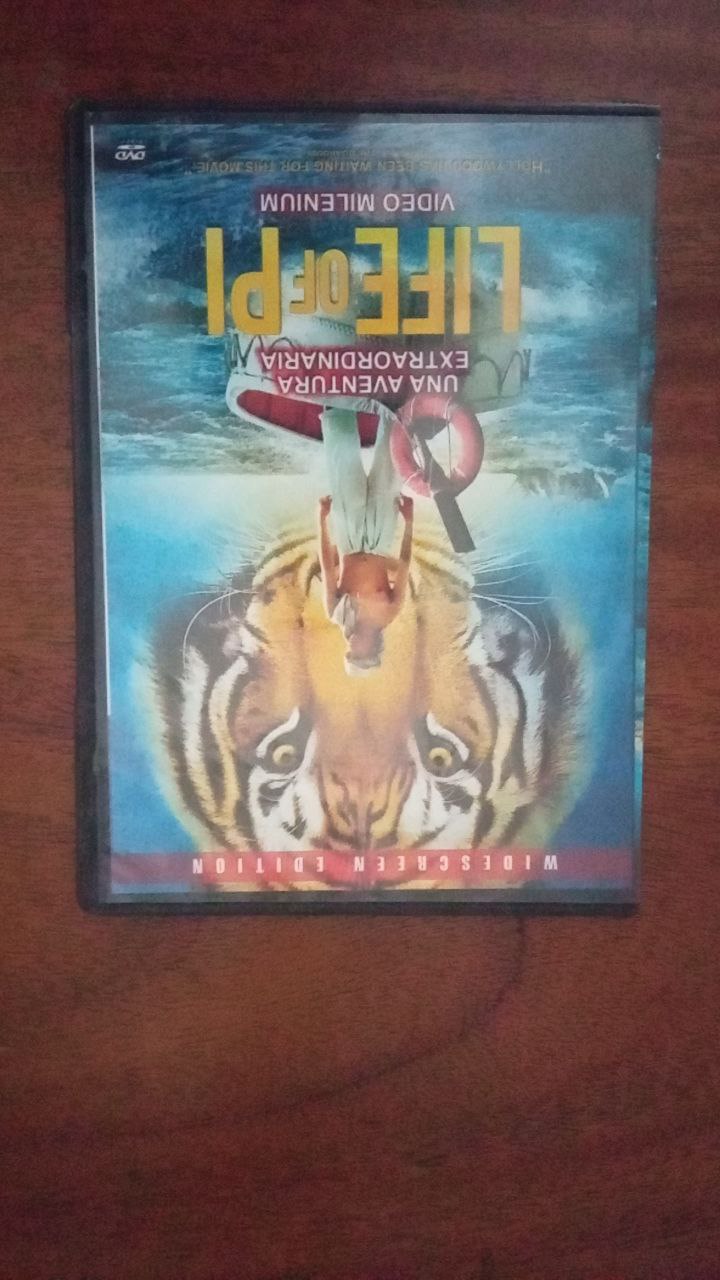 WIDESCREEN EDITION
UNA AVENTURA
EXTRAORDINARIA
LIFE OF PI
VIDEO MILENIUM
"HOLLYWOOD HAS BEEN WAITING FOR THIS MOVIE."
DVD